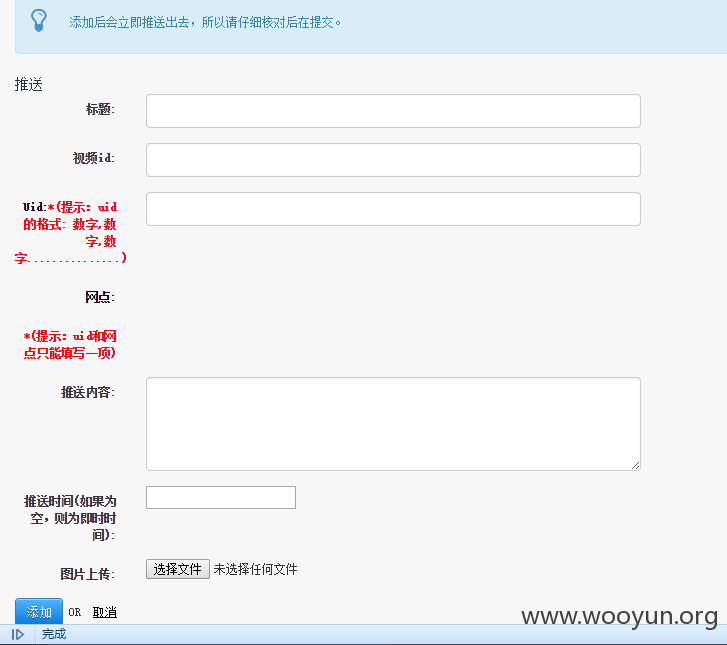 添加后会立即推送出去，所以请仔细核对后在提交。
推送
标题:
视频id:
Uid:*(提示：uid
的格式：数字,数
字,数
字..............)
网点:
*(提示：uid和网
点只能填写一项)
推送内容:
推送时间(如果为
空，则为即时时
间):
图片上传:
选择文件 未选择任何文件
添加 OR 取消
www.wooyun.org
完成